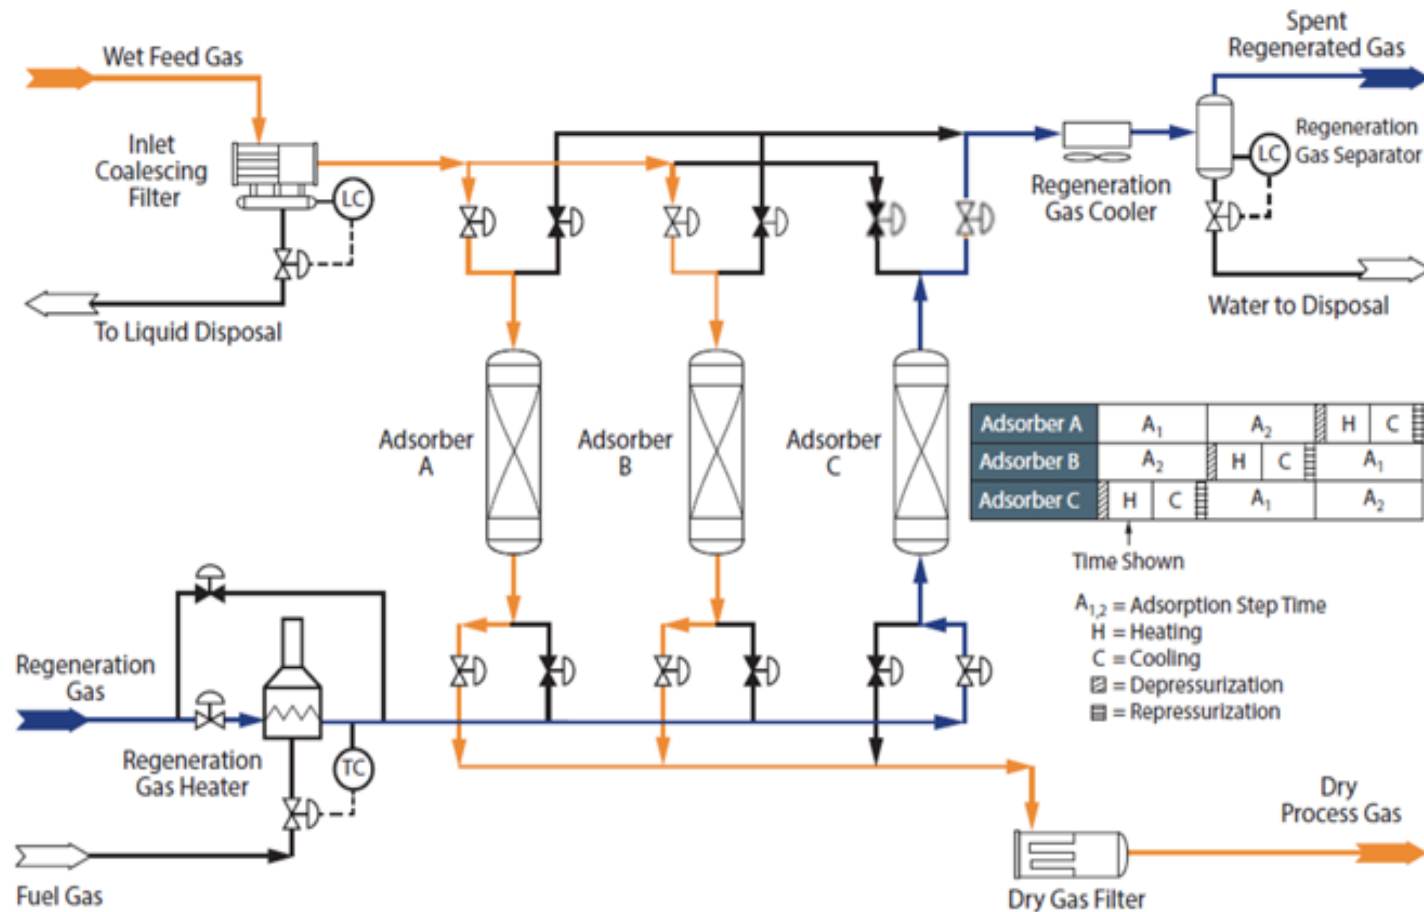 Wet Feed Gas
Inlet
Coalescing
Filter
LC
To Liquid Disposal
Spent
Regenerated Gas
Regeneration
Gas Separator
LC
Regeneration
Gas Cooler
Water to Disposal
Adsorber
A
Adsorber
B
Adsorber
C
Adsorber A A₁ A₂ H C
Adsorber B A₂ H C A₁
Adsorber C H C A₁ A₂
Time Shown
A₁,₂ = Adsorption Step Time
H = Heating
C = Cooling
= Depressurization
= Repressurization
Regeneration
Gas
Regeneration
Gas Heater
TC
Fuel Gas
Dry
Process Gas
Dry Gas Filter